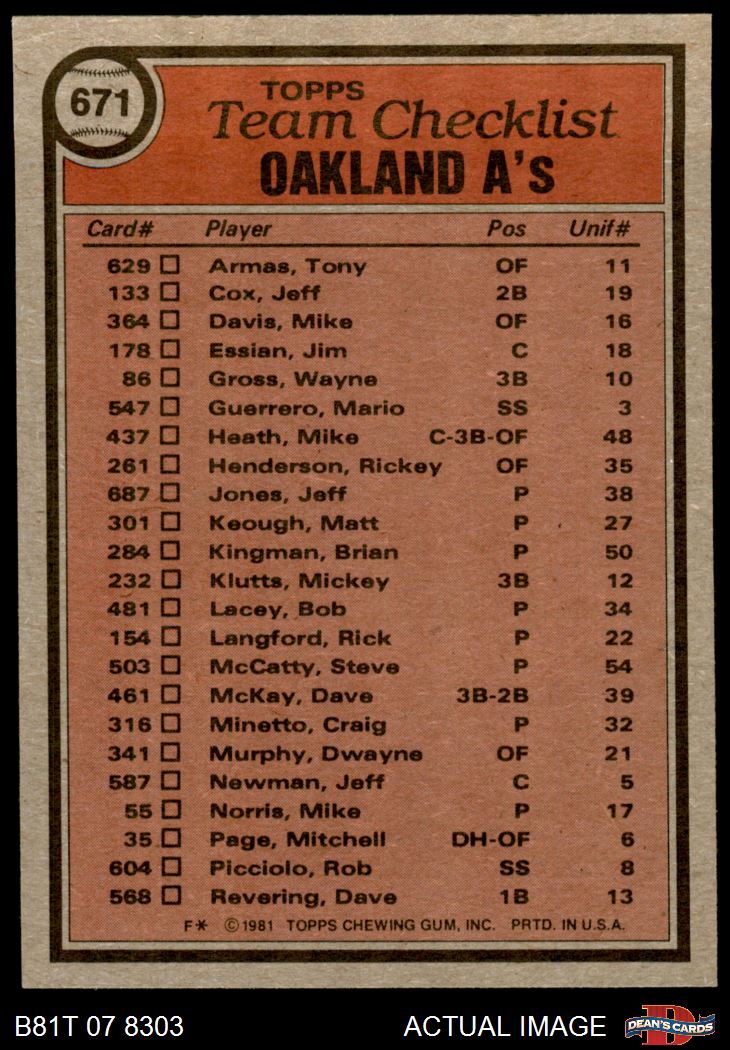 671
TOPPS
Team Checklist
OAKLAND A's
Card# Player Pos Unif#
629 Armas, Tony OF 11
133 Cox, Jeff 2B 19
364 Davis, Mike OF 16
178 Essian, Jim C 18
86 Gross, Wayne 3B 10
547 Guerrero, Mario SS 3
437 Heath, Mike C-3B-OF 48
261 Henderson, Rickey OF 35
687 Jones, Jeff P 38
301 Keough, Matt P 27
284 Kingman, Brian P 50
232 Klutts, Mickey 3B 12
481 Lacey, Bob P 34
154 Langford, Rick P 22
503 McCatty, Steve P 54
461 McKay, Dave 3B-2B 39
316 Minetto, Craig P 32
341 Murphy, Dwayne OF 21
587 Newman, Jeff C 5
55 Norris, Mike P 17
35 Page, Mitchell DH-OF 6
604 Picciolo, Rob SS 8
568 Revering, Dave 1B 13
F* ©1981 TOPPS CHEWING GUM, INC. PRTD. IN U.S.A.
B81T 07 8303 ACTUAL IMAGE
D
DEAN'S CARDS